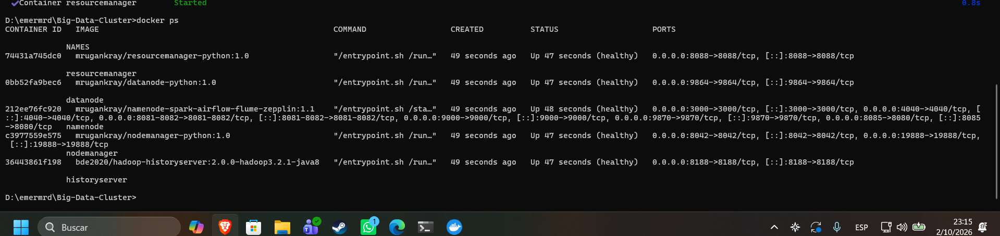 ✔Container resourcemanager Started 0.8s
D:\emermrd\Big-Data-Cluster>docker ps
CONTAINER ID IMAGE COMMAND CREATED STATUS PORTS
NAMES
74431a745dc0 mrugankray/resourcemanager-python:1.0 "/entrypoint.sh /run…" 49 seconds ago Up 47 seconds (healthy) 0.0.0.0:8088->8088/tcp, [::]:8088->8088/tcp
resourcemanager
0bb52fa9bec6 mrugankray/datanode-python:1.0 "/entrypoint.sh /run…" 49 seconds ago Up 47 seconds (healthy) 0.0.0.0:9864->9864/tcp, [::]:9864->9864/tcp
datanode
212ee76fc920 mrugankray/namenode-spark-airflow-flume-zepplin:1.1 "/entrypoint.sh /sta…" 49 seconds ago Up 48 seconds (healthy) 0.0.0.0:3000->3000/tcp, [::]:3000->3000/tcp, 0.0.0.0:4040->4040/tcp, [
::]:4040->4040/tcp, 0.0.0.0:8081-8082->8081-8082/tcp, [::]:8081-8082->8081-8082/tcp, 0.0.0.0:9000->9000/tcp, [::]:9000->9000/tcp, 0.0.0.0:9870->9870/tcp, [::]:9870->9870/tcp, 0.0.0.0:8085->8080/tcp, [::]:8085
->8080/tcp namenode
c3977559e575 mrugankray/nodemanager-python:1.0 "/entrypoint.sh /run…" 49 seconds ago Up 47 seconds (healthy) 0.0.0.0:8042->8042/tcp, [::]:8042->8042/tcp, 0.0.0.0:19888->19888/tcp,
[::]:19888->19888/tcp
nodemanager
36443861f198 bde2020/hadoop-historyserver:2.0.0-hadoop3.2.1-java8 "/entrypoint.sh /run…" 49 seconds ago Up 47 seconds (healthy) 0.0.0.0:8188->8188/tcp, [::]:8188->8188/tcp
historyserver
D:\emermrd\Big-Data-Cluster>
Buscar 1 ESP 23:15
2/10/2026